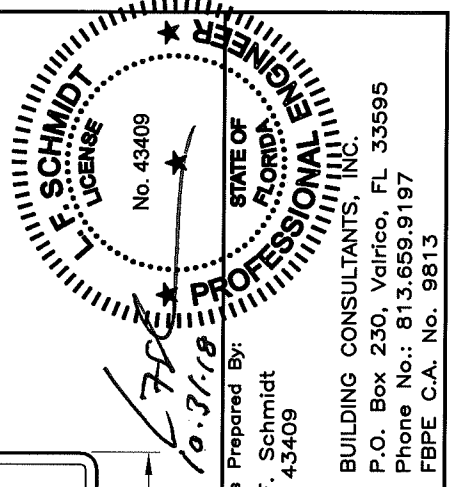 L. F. SCHMIDT
LICENSE
No. 43409
STATE OF
FLORIDA
PROFESSIONAL ENGINEER
10.31.18
Prepared By:
Schmidt
43409
BUILDING CONSULTANTS, INC.
P.O. Box 230, Valrico, FL 33595
Phone No.: 813.659.9197
FBPE C.A. No. 9813